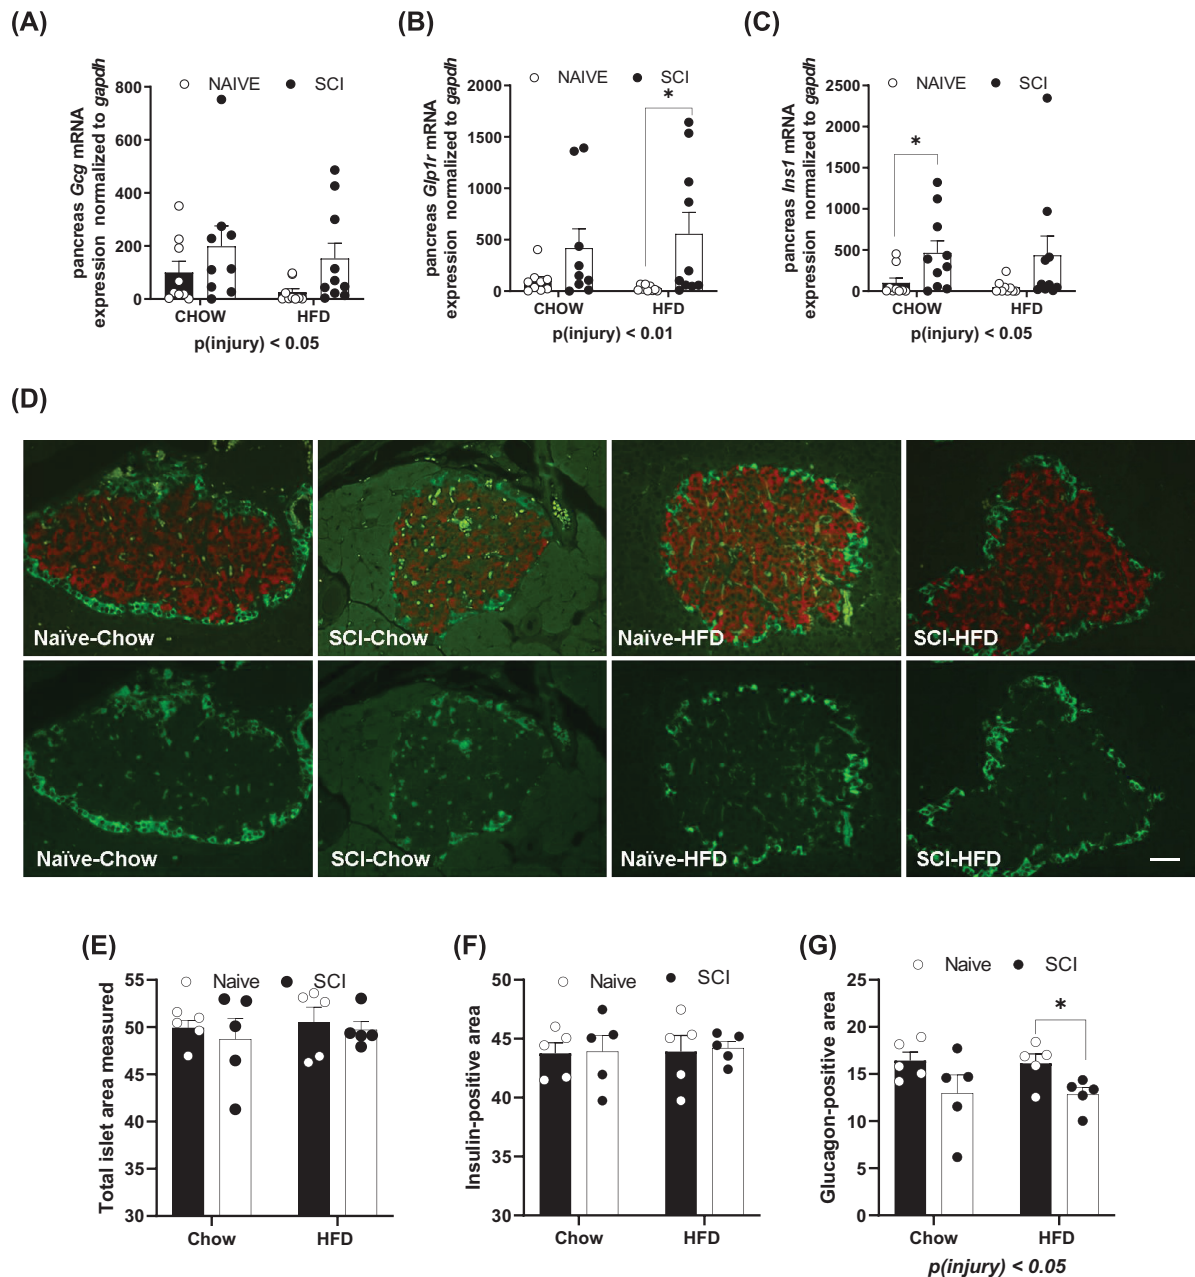 (A)
pancreas Gcg mRNA
expression normalized to gapdh
NAIVE
SCI
800
600
400
200
0
CHOW
HFD
p(injury) < 0.05
(B)
pancreas Glp1r mRNA
expression normalized to gapdh
NAIVE
SCI
2000
1500
1000
500
0
*
CHOW
HFD
p(injury) < 0.01
(C)
pancreas Ins1 mRNA
expression normalized to gapdh
NAIVE
SCI
2500
2000
1500
1000
500
0
*
CHOW
HFD
p(injury) < 0.05
(D)
Naïve-Chow
SCI-Chow
Naïve-HFD
SCI-HFD
Naïve-Chow
SCI-Chow
Naïve-HFD
SCI-HFD
(E)
Total islet area measured
Naive
SCI
55
50
45
40
35
30
Chow
HFD
(F)
Insulin-positive area
Naive
SCI
50
45
40
35
30
Chow
HFD
(G)
Glucagon-positive area
Naive
SCI
25
20
15
10
5
0
*
Chow
HFD
p(injury) < 0.05